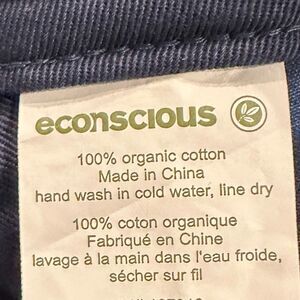 econscious
100% organic cotton
Made in China
hand wash in cold water, line dry
100% coton organique
Fabriqué en Chine
lavage à la main dans l'eau froide,
sécher sur fil